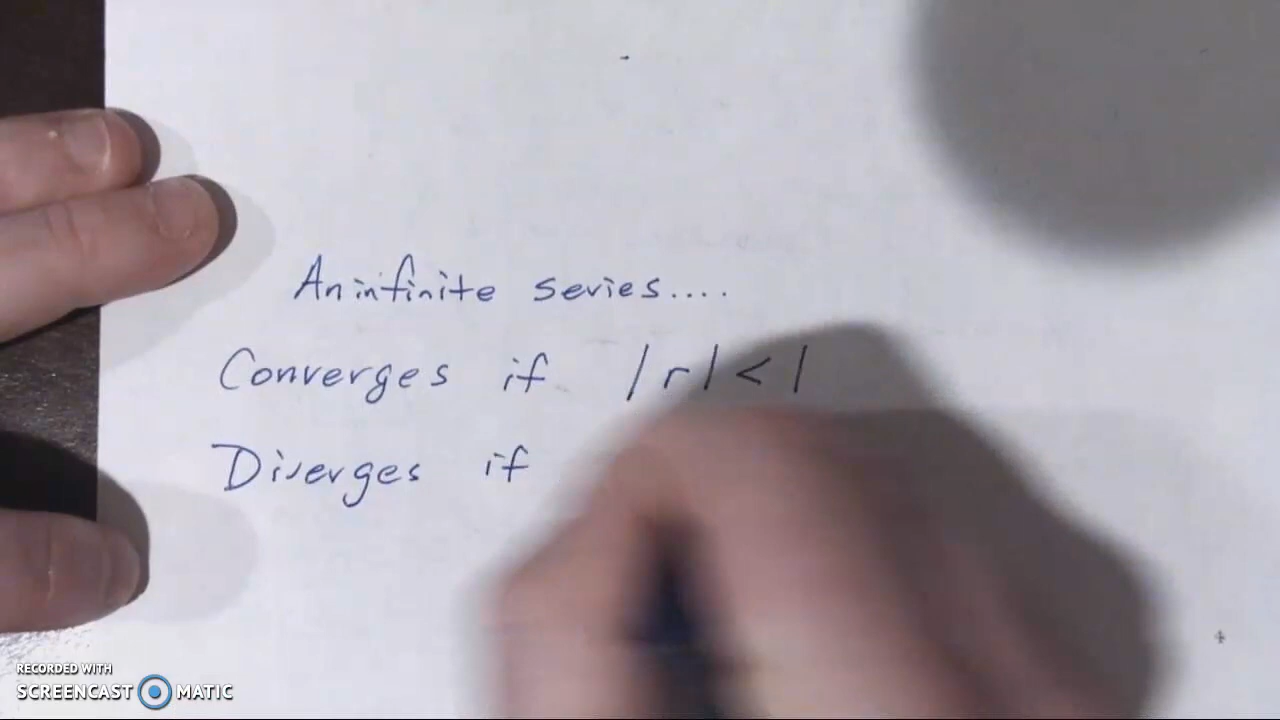 An infinite series....
Converges if |r| < 1
Diverges if
RECORDED WITH
SCREENCAST MATIC